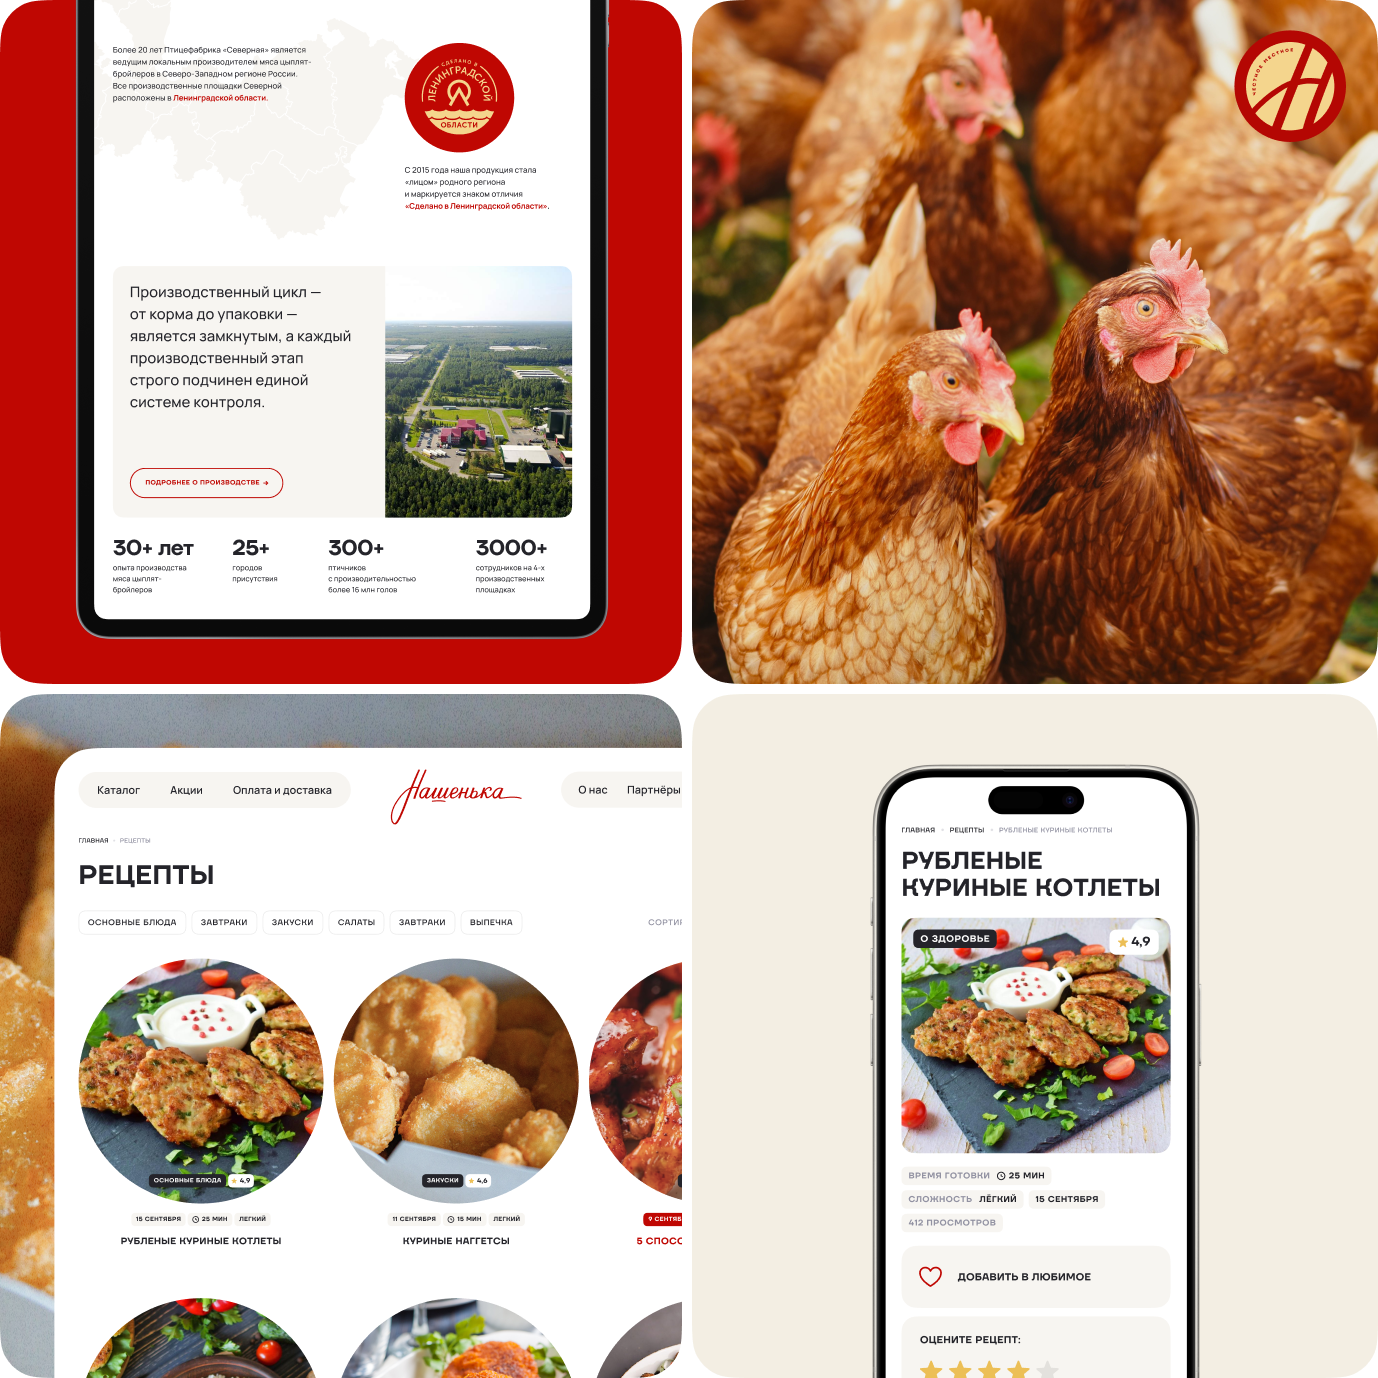 Более 20 лет Птицефабрика «Северная» является
ведущим локальным производителем мяса цыплят-
бройлеров в Северо-Западном регионе России.
Все производственные площадки Северной
расположены в Ленинградской области.
СДЕЛАНО В
ЛЕНИНГРАДСКОЙ
ОБЛАСТИ
С 2015 года наша продукция стала
«лицом» родного региона
и маркируется знаком отличия
«Сделано в Ленинградской области».
Производственный цикл —
от корма до упаковки —
является замкнутым, а каждый
производственный этап
строго подчинен единой
системе контроля.
ПОДРОБНЕЕ О ПРОИЗВОДСТВЕ →
30+ лет
опыта производства
мяса цыплят-
бройлеров
25+
городов
присутствия
300+
птичников
с производительностью
более 16 млн голов
3000+
сотрудников на 4-х
производственных
площадках
ЧЕСТНОЕ МЕСТНОЕ
Н
Каталог Акции Оплата и доставка
Нашенька
О нас Партнёры
ГЛАВНАЯ РЕЦЕПТЫ
РЕЦЕПТЫ
ОСНОВНЫЕ БЛЮДА ЗАВТРАКИ ЗАКУСКИ САЛАТЫ ЗАВТРАКИ ВЫПЕЧКА
СОРТИР
ОСНОВНЫЕ БЛЮДА 4,9
15 СЕНТЯБРЯ 25 МИН ЛЕГКИЙ
РУБЛЕНЫЕ КУРИНЫЕ КОТЛЕТЫ
ЗАКУСКИ 4,6
11 СЕНТЯБРЯ 15 МИН ЛЕГКИЙ
КУРИНЫЕ НАГГЕТСЫ
9 СЕНТЯБ
5 СПОСО
ГЛАВНАЯ РЕЦЕПТЫ РУБЛЕНЫЕ КУРИНЫЕ КОТЛЕТЫ
РУБЛЕНЫЕ
КУРИНЫЕ КОТЛЕТЫ
О ЗДОРОВЬЕ
4,9
ВРЕМЯ ГОТОВКИ 25 МИН
СЛОЖНОСТЬ ЛЁГКИЙ 15 СЕНТЯБРЯ
412 ПРОСМОТРОВ
ДОБАВИТЬ В ЛЮБИМОЕ
ОЦЕНИТЕ РЕЦЕПТ: